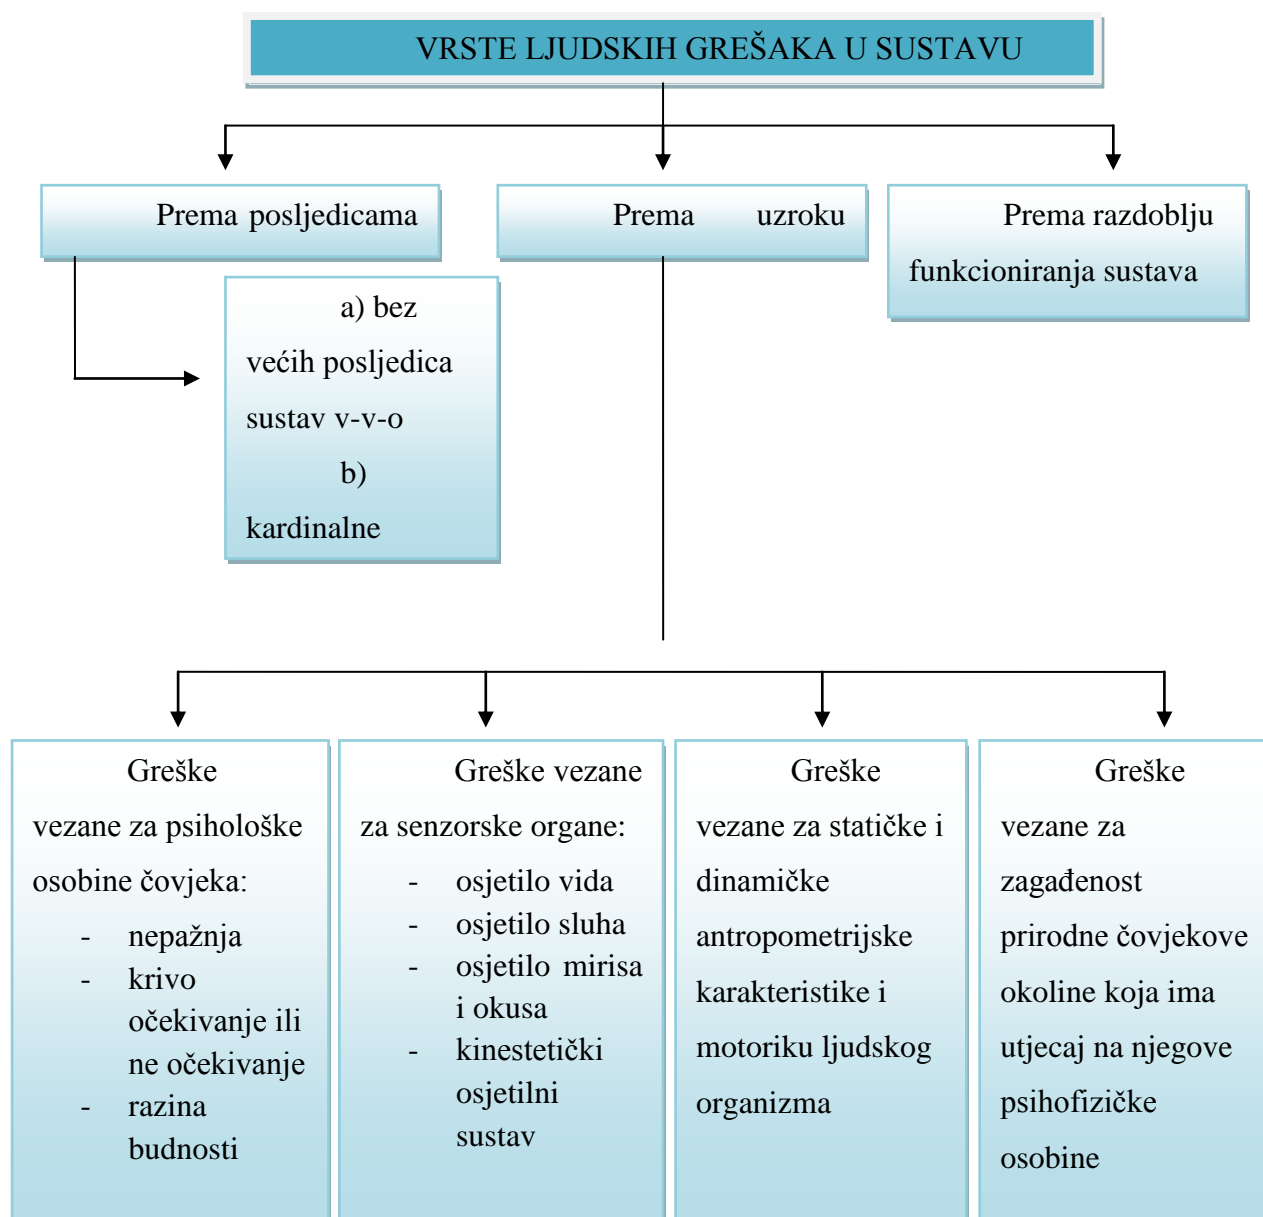 VRSTE LJUDSKIH GREŠAKA U SUSTAVU
Prema posljedicama
Prema uzroku
Prema razdoblju
funkcioniranja sustava
a) bez
većih posljedica
sustav v-v-o
b)
kardinalne
Greške
vezane za psihološke
osobine čovjeka:
- nepažnja
- krivo
očekivanje ili
ne očekivanje
- razina
budnosti
Greške vezane
za senzorske organe:
- osjetilo vida
- osjetilo sluha
- osjetilo mirisa
i okusa
- kinestetički
osjetilni
sustav
Greške
vezane za statičke i
dinamičke
antropometrijske
karakteristike i
motoriku ljudskog
organizma
Greške
vezane za
zagađenost
prirodne čovjekove
okoline koja ima
utjecaj na njegove
psihofizičke
osobine